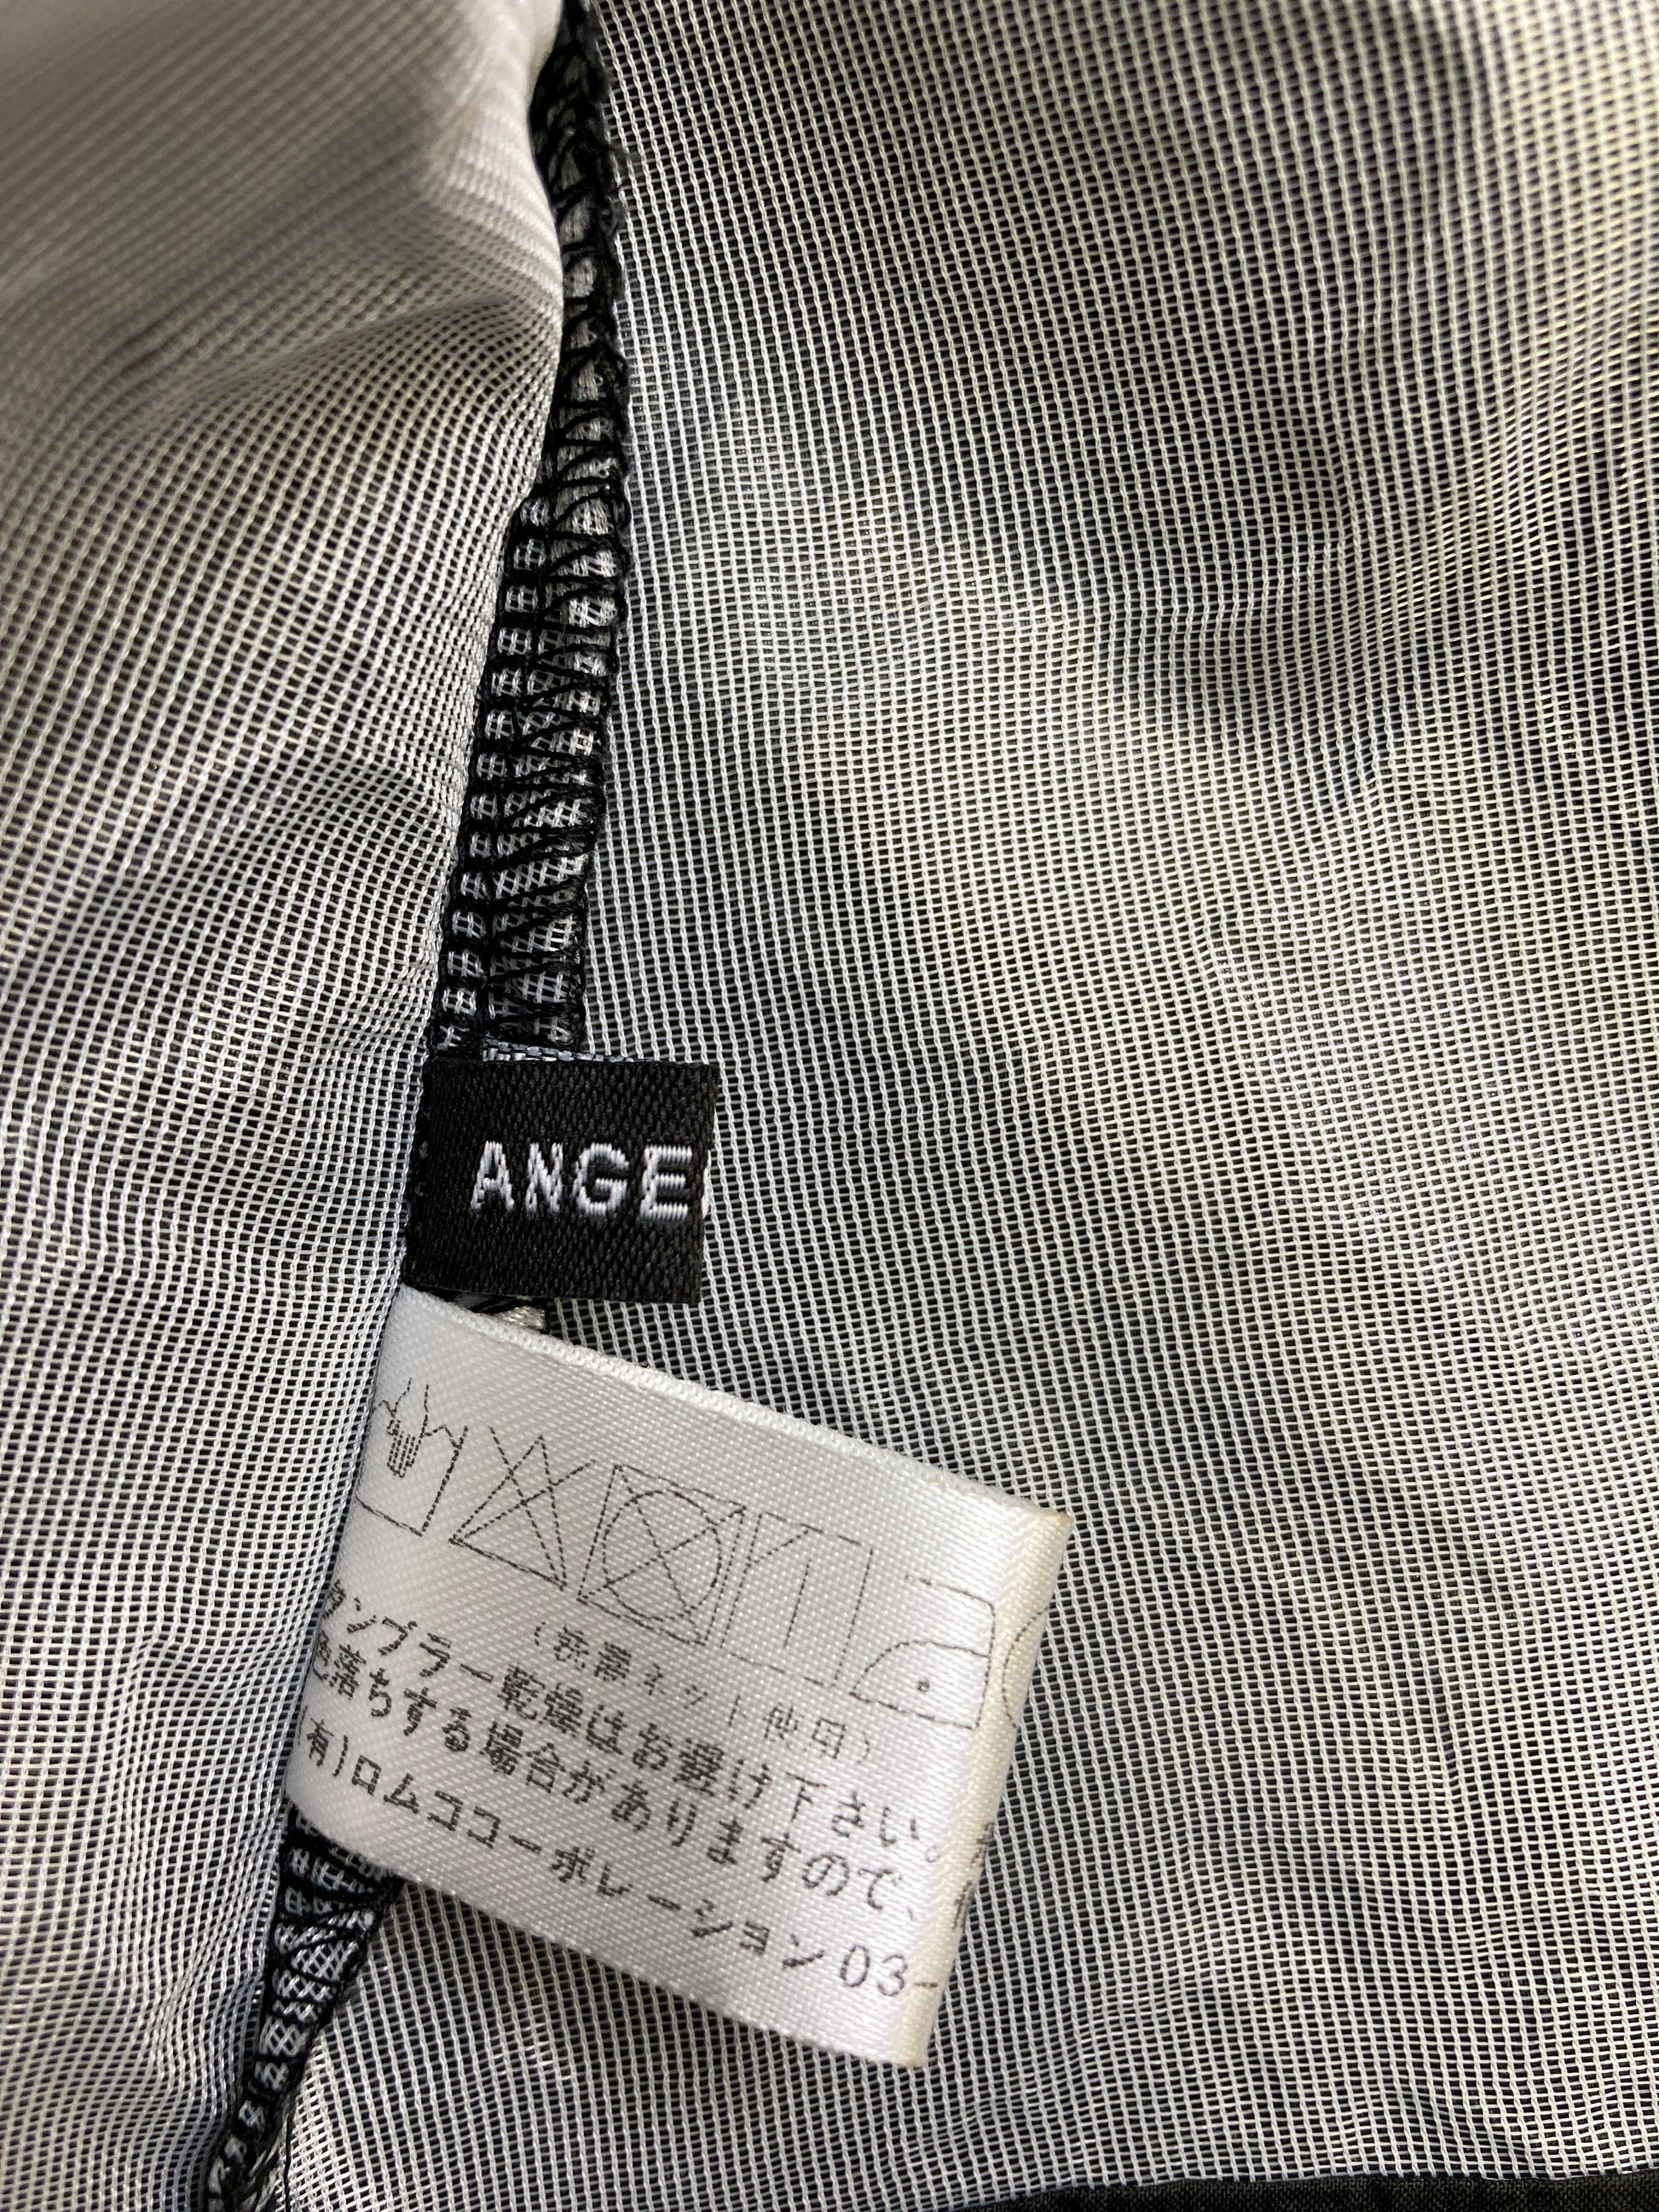 ANGE
(洗濯ネット使用)
タンブラー乾燥はお避け下さい。
色落ちする場合がありますので、
(有)ロムココーポレーション 03-